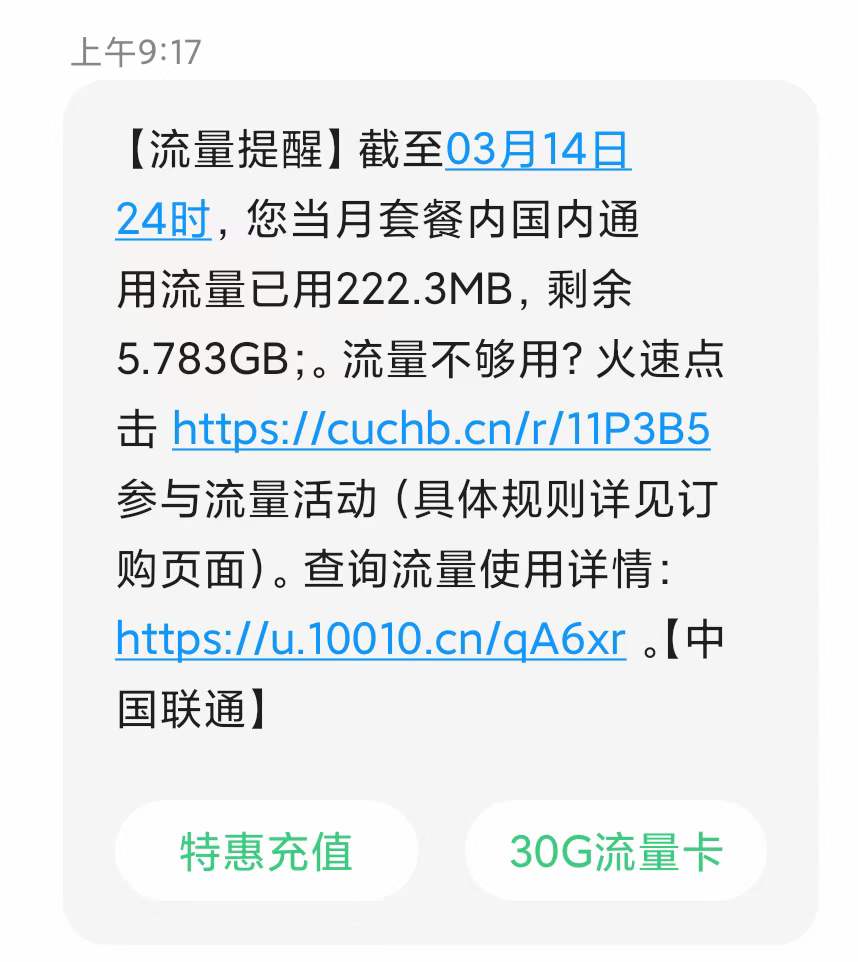 上午9:17
【流量提醒】截至03月14日
24时，您当月套餐内国内通
用流量已用222.3MB，剩余
5.783GB；。流量不够用？火速点
击 https://cuchb.cn/r/11P3B5
参与流量活动（具体规则详见订
购页面）。查询流量使用详情：
https://u.10010.cn/qA6xr 。【中
国联通】
特惠充值
30G流量卡